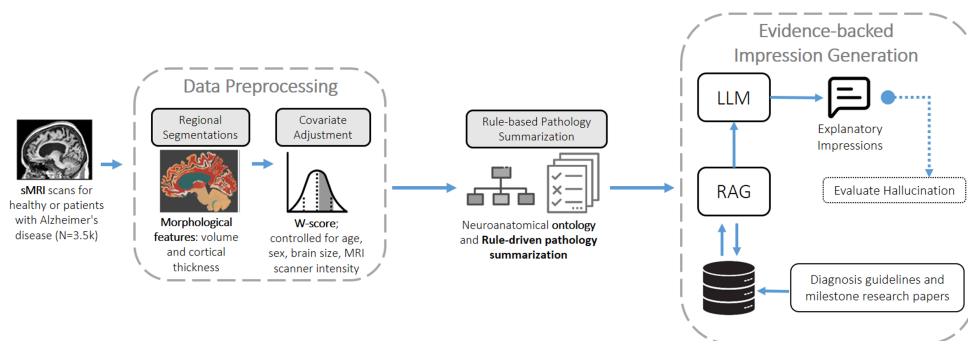 sMRI scans for
healthy or patients
with Alzheimer's
disease (N=3.5k)
Data Preprocessing
Regional
Segmentations
Morphological
features: volume
and cortical
thickness
Covariate
Adjustment
W-score;
controlled for age,
sex, brain size, MRI
scanner intensity
Rule-based Pathology
Summarization
Neuroanatomical ontology
and Rule-driven pathology
summarization
Evidence-backed
Impression Generation
LLM
Explanatory
Impressions
Evaluate Hallucination
RAG
Diagnosis guidelines and
milestone research papers